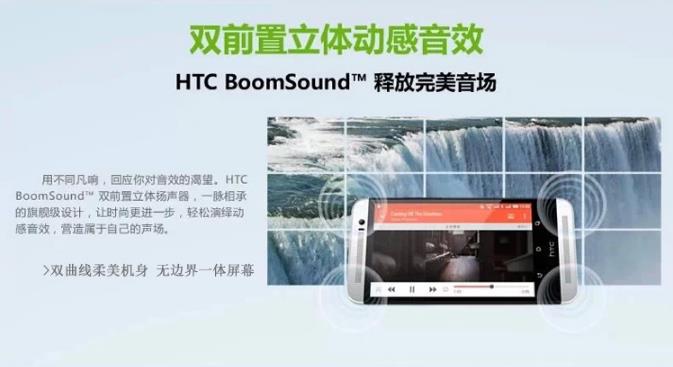 双前置立体动感音效
HTC BoomSound™ 释放完美音场
用不同凡响，回应你对音效的渴望。HTC
BoomSound™ 双前置立体扬声器，一脉相承
的旗舰级设计，让时尚更进一步，轻松演绎动
感音效，营造属于自己的声场。
>双曲线柔美机身 无边界一体屏幕
hTC